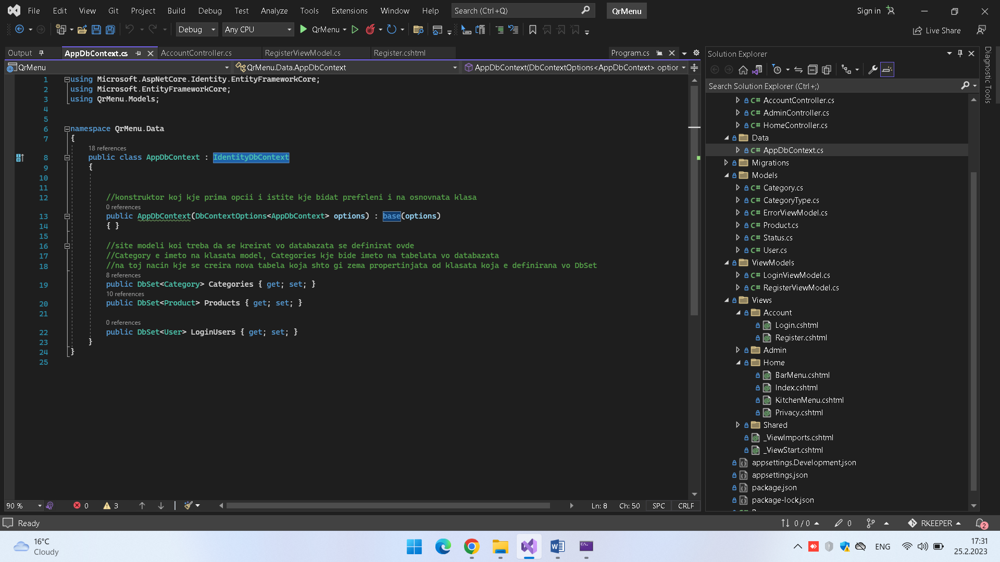 File Edit View Git Project Build Debug Test Analyze Tools Extensions Window Help Search (Ctrl+Q) QrMenu Sign in
Debug Any CPU QrMenu Live Share
Output AppDbContext.cs AccountController.cs RegisterViewModel.cs Register.cshtml Program.cs
QrMenu QrMenu.Data.AppDbContext AppDbContext(DbContextOptions<AppDbContext> option
1 using Microsoft.AspNetCore.Identity.EntityFrameworkCore;
2 using Microsoft.EntityFrameworkCore;
3 using QrMenu.Models;
4
5
6 namespace QrMenu.Data
7 {
18 references
8 public class AppDbContext : IdentityDbContext
9 {
10
11
12 //konstruktor koj kje prima opcii i istite kje bidat prefrleni i na osnovnata klasa
0 references
13 public AppDbContext(DbContextOptions<AppDbContext> options) : base(options)
14 { }
15
16 //site modeli koi treba da se kreirat vo databazata se definirat ovde
17 //Category e imeto na klasata model, Categories kje bide imeto na tabelata vo databazata
18 //na toj nacin kje se creira nova tabela koja shto gi zema propertinjata od klasata koja e definirana vo DbSet
8 references
19 public DbSet<Category> Categories { get; set; }
10 references
20 public DbSet<Product> Products { get; set; }
21
0 references
22 public DbSet<User> LoginUsers { get; set; }
23 }
24 }
25
90 % 0 3 Ln: 8 Ch: 50 SPC CRLF
Solution Explorer
Search Solution Explorer (Ctrl+;)
C# AccountController.cs
C# AdminController.cs
C# HomeController.cs
Data
C# AppDbContext.cs
Migrations
Models
C# Category.cs
C# CategoryType.cs
C# ErrorViewModel.cs
C# Product.cs
C# Status.cs
C# User.cs
ViewModels
C# LoginViewModel.cs
C# RegisterViewModel.cs
Views
Account
Login.cshtml
Register.cshtml
Admin
Home
BarMenu.cshtml
Index.cshtml
KitchenMenu.cshtml
Privacy.cshtml
Shared
_ViewImports.cshtml
_ViewStart.cshtml
appsettings.Development.json
appsettings.json
package.json
package-lock.json
Diagnostic Tools
Ready 0 / 0 0 RKEEPER 2
16°C
Cloudy
ENG
17:31
25.2.2023